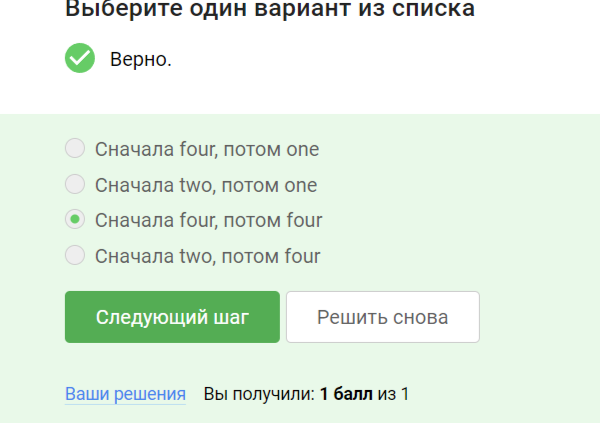 Выберите один вариант из списка
Верно.
Сначала four, потом one
Сначала two, потом one
Сначала four, потом four
Сначала two, потом four
Следующий шаг Решить снова
Ваши решения Вы получили: 1 балл из 1